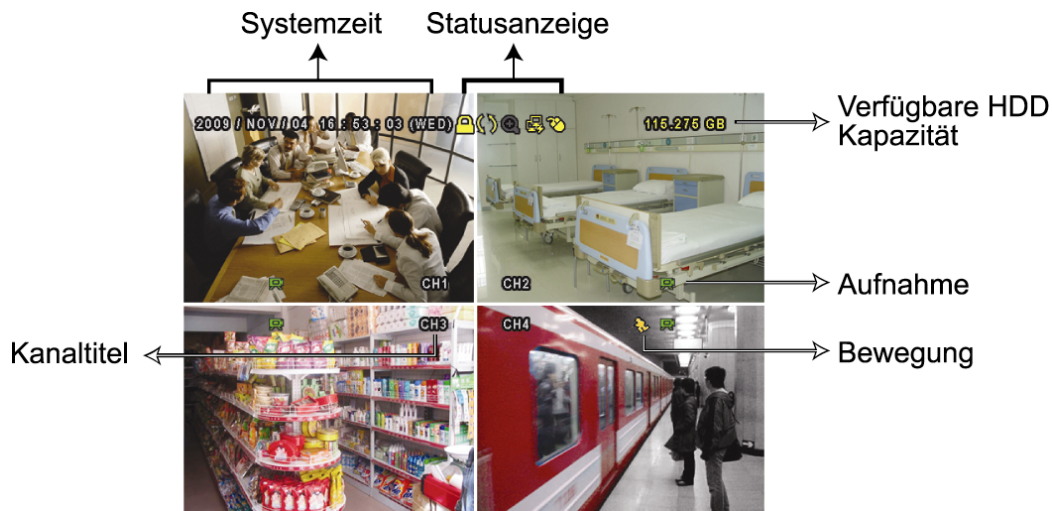 Systemzeit
Statusanzeige
2009 / NOV / 04 16 : 53 : 03 (WED)
115.275 GB
Verfügbare HDD
Kapazität
CH1
CH2
Aufnahme
Kanaltitel
CH3
CH4
Bewegung